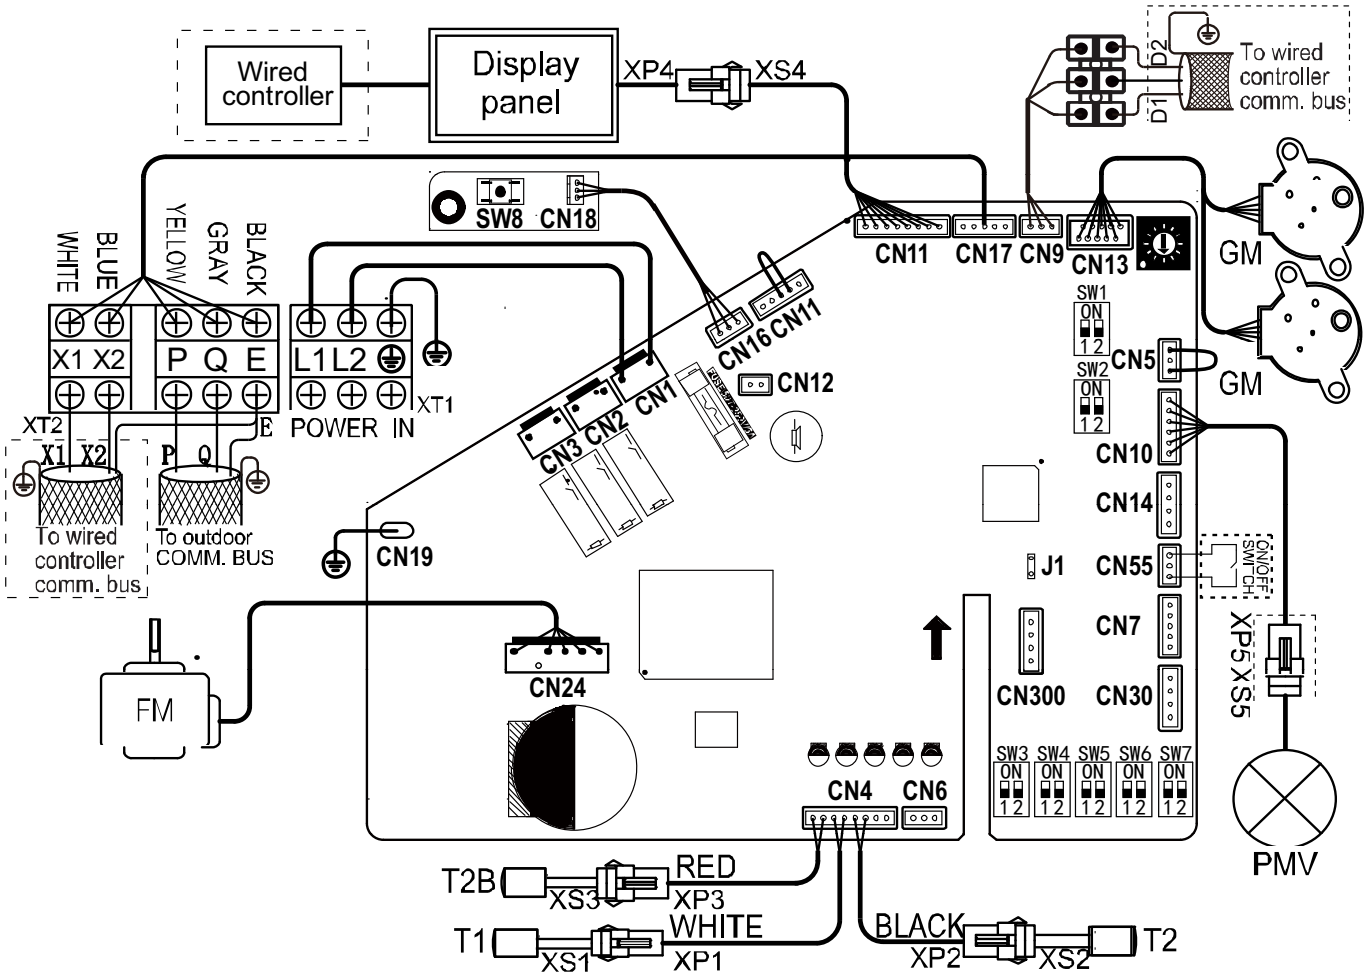 Wired
controller
Display
panel
XP4
XS4
D2
D1
To wired
controller
comm. bus
SW8
CN18
CN11
CN17
CN9
CN13
GM
GM
WHITE
BLUE
YELLOW
GRAY
BLACK
X1 X2
P Q E
L1 L2
XT1
XT2
E
POWER IN
X1 X2
P Q
To wired
controller
comm. bus
To outdoor
COMM. BUS
CN16
CN11
CN12
CN1
CN2
CN3
SW1
ON
1 2
SW2
ON
1 2
CN5
CN10
CN14
CN55
ON/OFF
SWITCH
CN7
CN30
CN300
J1
CN19
CN24
FM
XP5 XS5
PMV
SW3 SW4 SW5 SW6 SW7
ON ON ON ON ON
1 2 1 2 1 2 1 2 1 2
CN4
CN6
T2B
XS3
RED
XP3
T1
XS1
WHITE
XP1
BLACK
XP2
XS2
T2